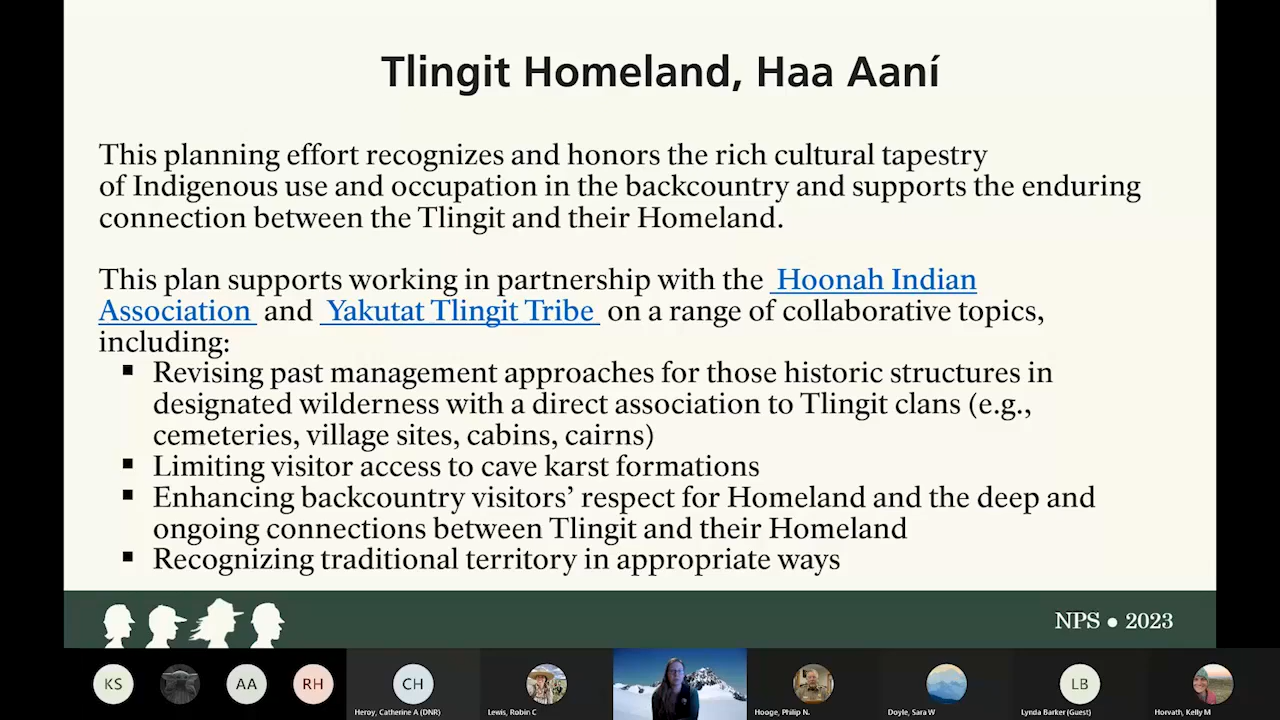 Tlingit Homeland, Haa Aaní
This planning effort recognizes and honors the rich cultural tapestry
of Indigenous use and occupation in the backcountry and supports the enduring
connection between the Tlingit and their Homeland.
This plan supports working in partnership with the Hoonah Indian
Association and Yakutat Tlingit Tribe on a range of collaborative topics,
including:
▪ Revising past management approaches for those historic structures in
designated wilderness with a direct association to Tlingit clans (e.g.,
cemeteries, village sites, cabins, cairns)
▪ Limiting visitor access to cave karst formations
▪ Enhancing backcountry visitors’ respect for Homeland and the deep and
ongoing connections between Tlingit and their Homeland
▪ Recognizing traditional territory in appropriate ways
NPS • 2023
KS AA RH CH LB
Heroy, Catherine A (DNR) Lewis, Robin C Hooge, Philip N. Doyle, Sara W Lynda Barker (Guest) Horvath, Kelly M